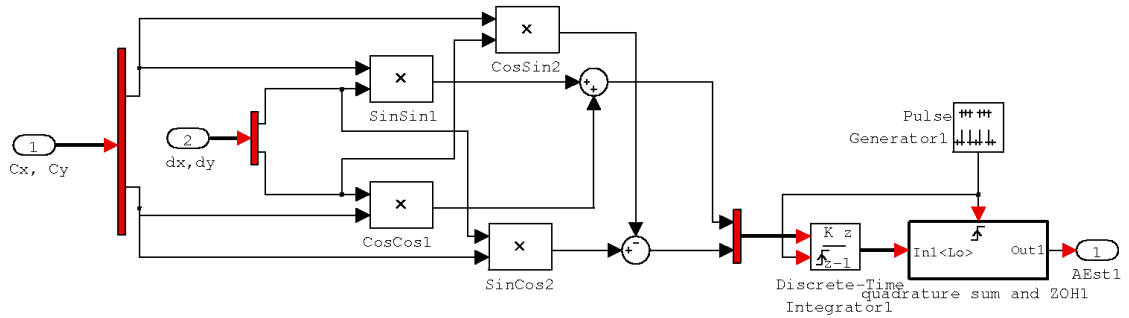 ×
CosSin2
×
SinSin1
+
+
Pulse
Generator1
1
Cx, Cy
2
dx,dy
×
CosCos1
×
SinCos2
−
+
K z
z-1
Discrete-Time
Integrator1
In1<Lo>
Out1
quadrature sum and ZOH1
1
AEst1